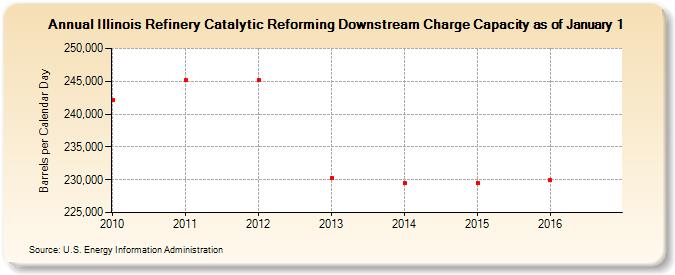 Annual Illinois Refinery Catalytic Reforming Downstream Charge Capacity as of January 1
Barrels per Calendar Day
250,000
245,000
240,000
235,000
230,000
225,000
2010 2011 2012 2013 2014 2015 2016
Source: U.S. Energy Information Administration